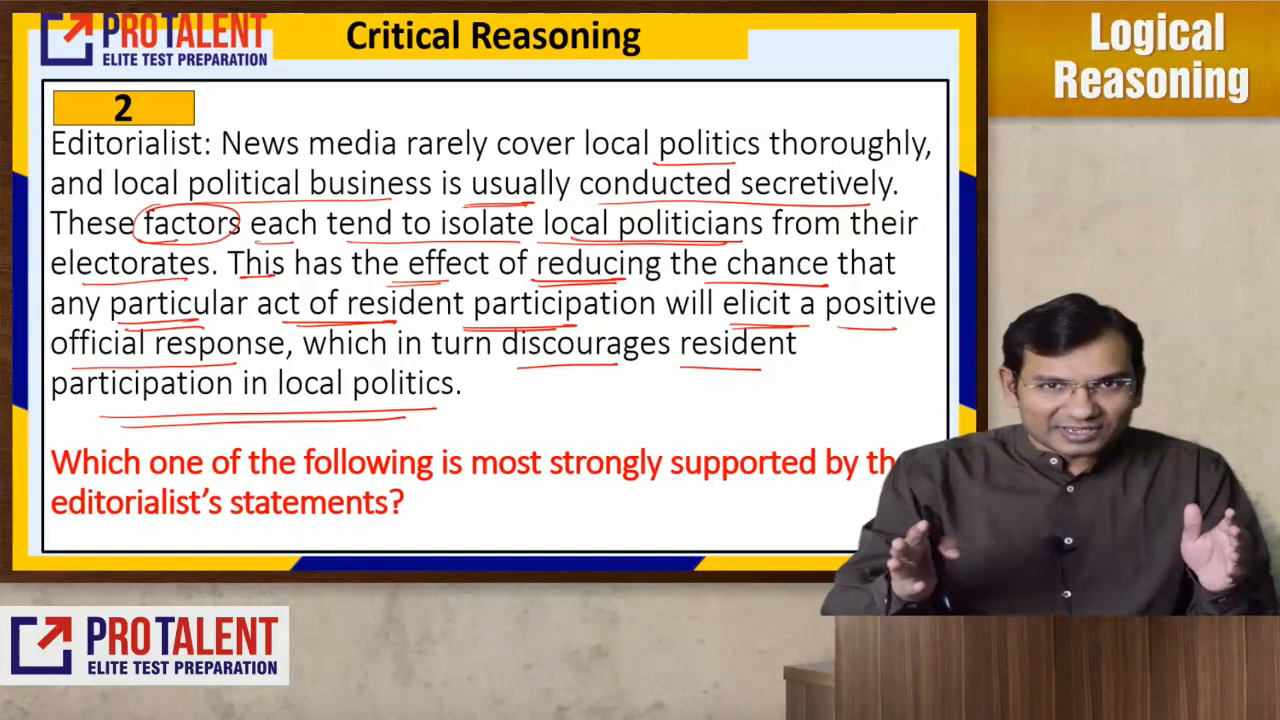 PROTALENT
ELITE TEST PREPARATION
Critical Reasoning
Logical
Reasoning
2
Editorialist: News media rarely cover local politics thoroughly,
and local political business is usually conducted secretively.
These factors each tend to isolate local politicians from their
electorates. This has the effect of reducing the chance that
any particular act of resident participation will elicit a positive
official response, which in turn discourages resident
participation in local politics.
Which one of the following is most strongly supported by th
editorialist's statements?
PROTALENT
ELITE TEST PREPARATION